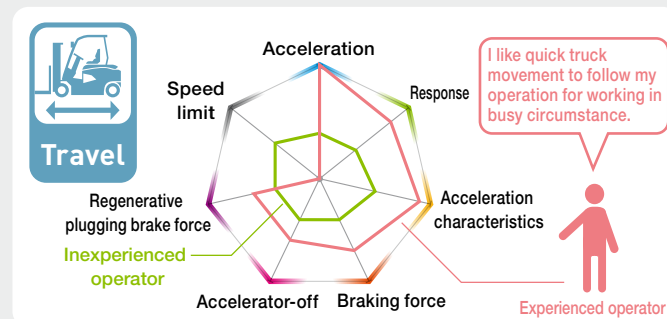 Travel
Acceleration
Response
Acceleration
characteristics
Braking force
Accelerator-off
Regenerative
plugging brake force
Speed
limit
Inexperienced
operator
I like quick truck
movement to follow my
operation for working in
busy circumstance.
Experienced operator